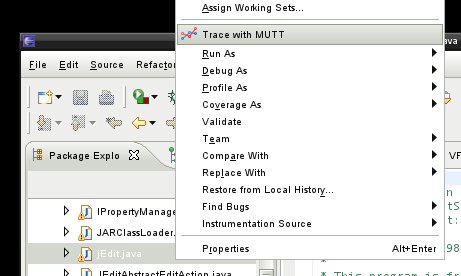 Assign Working Sets...
Trace with MUTT
File Edit Source Refactor
Run As
Debug As
Profile As
Coverage As
Validate
Team
Compare With
Replace With
Restore from Local History...
Find Bugs
Instrumentation Source
Properties Alt+Enter
Package Explo
IPropertyManage
JARClassLoader.
jEdit.java
JEditAbstractEditAction.java
java
VF
98
* This program is fr